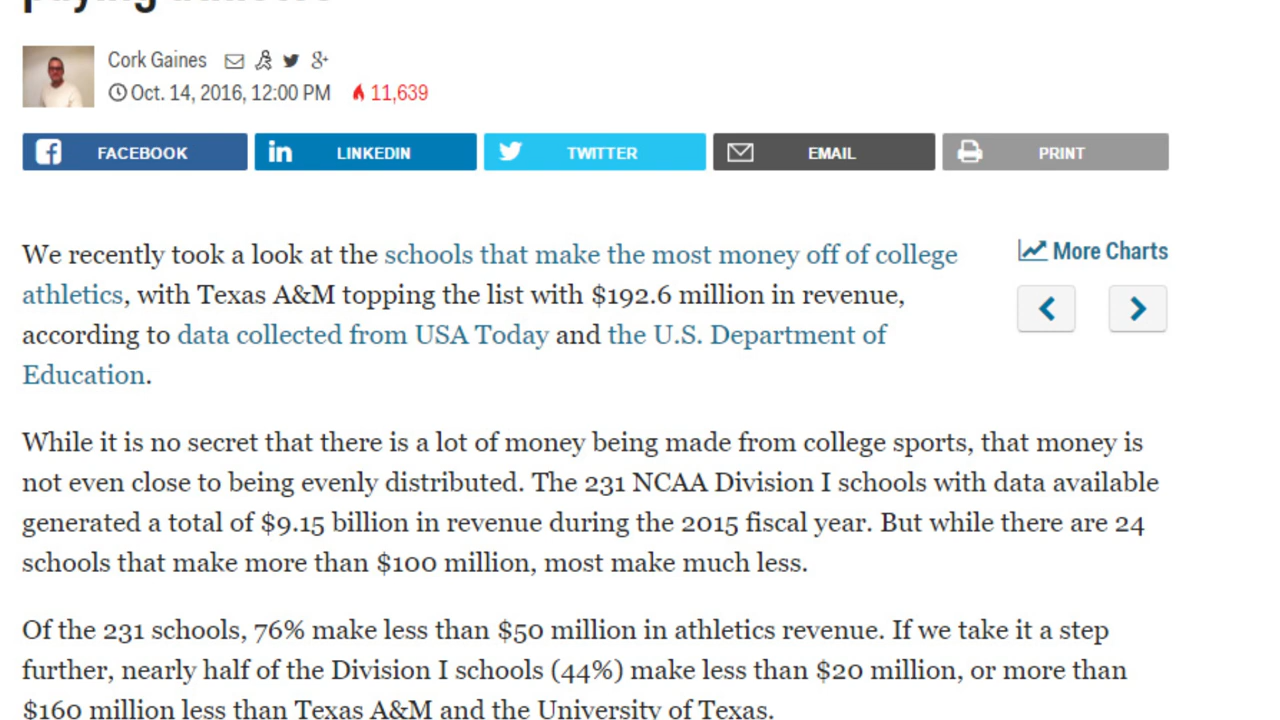 Cork Gaines
Oct. 14, 2016, 12:00 PM 11,639
FACEBOOK LINKEDIN TWITTER EMAIL PRINT
We recently took a look at the schools that make the most money off of college
athletics, with Texas A&M topping the list with $192.6 million in revenue,
according to data collected from USA Today and the U.S. Department of
Education.
More Charts
While it is no secret that there is a lot of money being made from college sports, that money is
not even close to being evenly distributed. The 231 NCAA Division I schools with data available
generated a total of $9.15 billion in revenue during the 2015 fiscal year. But while there are 24
schools that make more than $100 million, most make much less.
Of the 231 schools, 76% make less than $50 million in athletics revenue. If we take it a step
further, nearly half of the Division I schools (44%) make less than $20 million, or more than
$160 million less than Texas A&M and the University of Texas.